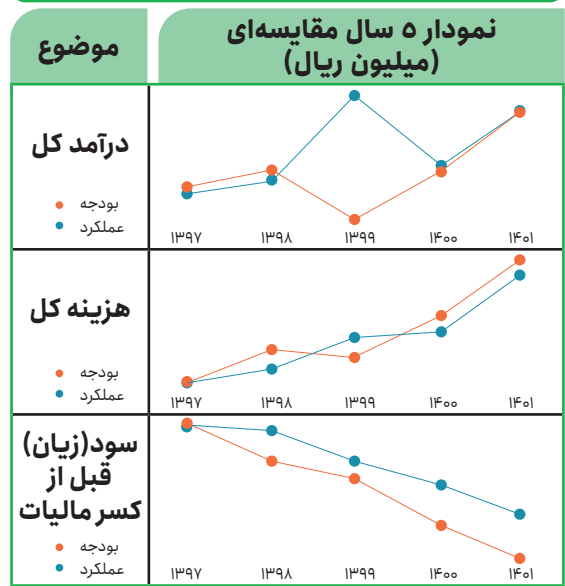 موضوع
نمودار ۵ سال مقایسه‌ای
(میلیون ریال)
درآمد کل
بودجه
عملکرد
۱۳۹۷ ۱۳۹۸ ۱۳۹۹ ۱۴۰۰ ۱۴۰۱
هزینه کل
بودجه
عملکرد
۱۳۹۷ ۱۳۹۸ ۱۳۹۹ ۱۴۰۰ ۱۴۰۱
سود(زیان)
قبل از
کسر مالیات
بودجه
عملکرد
۱۳۹۷ ۱۳۹۸ ۱۳۹۹ ۱۴۰۰ ۱۴۰۱